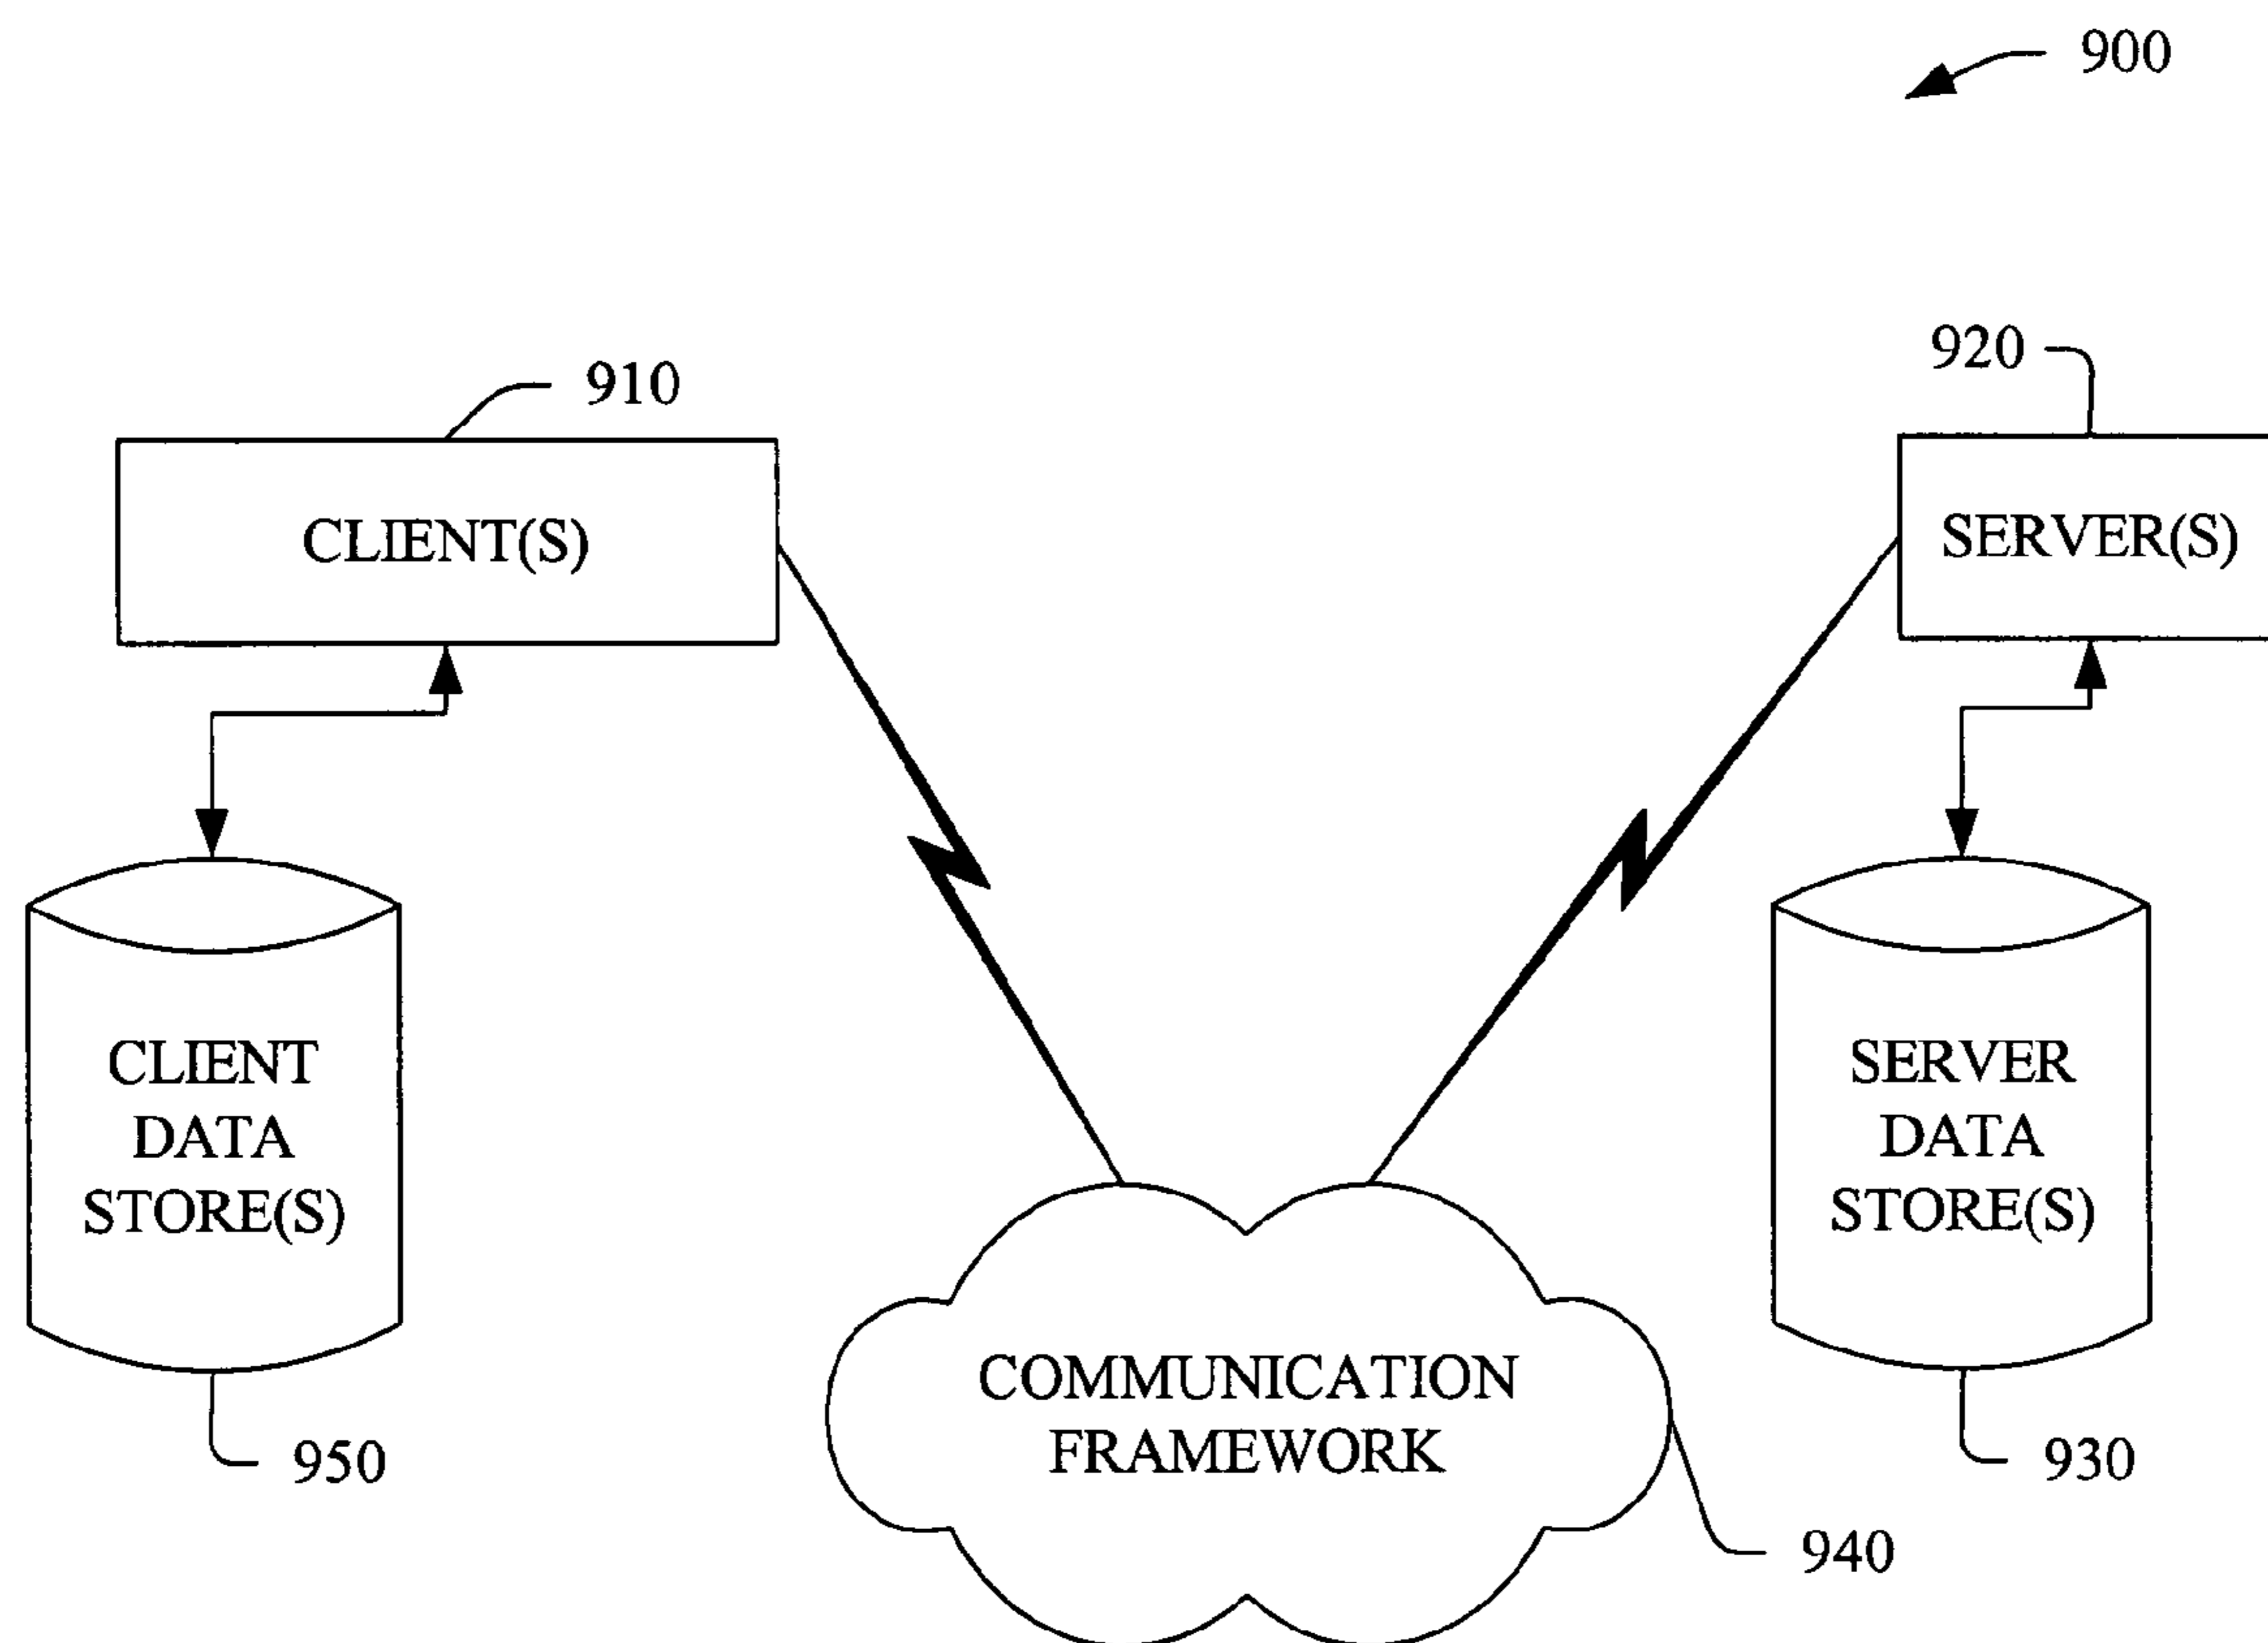 900
910
920
CLIENT(S)
SERVER(S)
CLIENT
DATA
STORE(S)
SERVER
DATA
STORE(S)
COMMUNICATION
FRAMEWORK
950
930
940